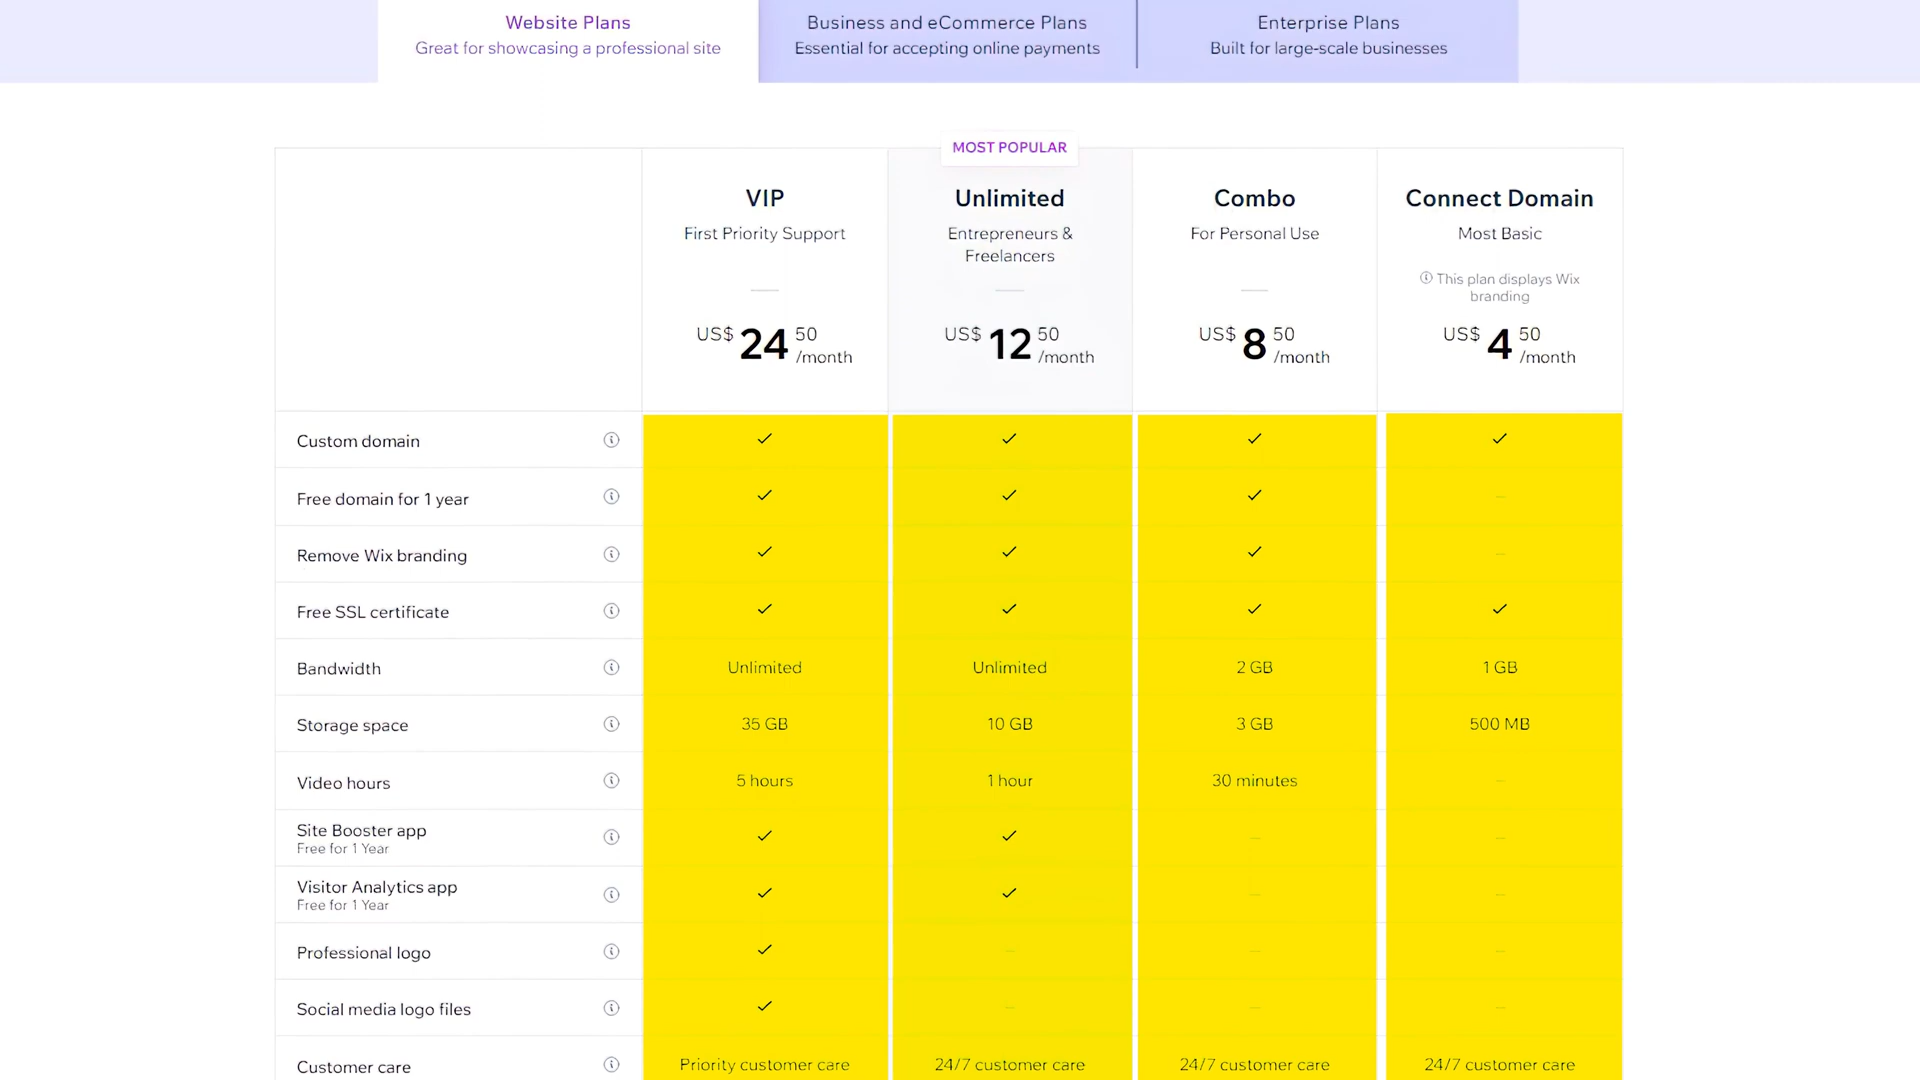 Website Plans
Great for showcasing a professional site
Business and eCommerce Plans
Essential for accepting online payments
Enterprise Plans
Built for large-scale businesses
MOST POPULAR
VIP
First Priority Support
US$ 24 50 /month
Unlimited
Entrepreneurs &
Freelancers
US$ 12 50 /month
Combo
For Personal Use
US$ 8 50 /month
Connect Domain
Most Basic
This plan displays Wix
branding
US$ 4 50 /month
Custom domain ✓ ✓ ✓ ✓
Free domain for 1 year ✓ ✓ ✓ –
Remove Wix branding ✓ ✓ ✓ –
Free SSL certificate ✓ ✓ ✓ ✓
Bandwidth Unlimited Unlimited 2 GB 1 GB
Storage space 35 GB 10 GB 3 GB 500 MB
Video hours 5 hours 1 hour 30 minutes –
Site Booster app ✓ ✓ – –
Free for 1 Year
Visitor Analytics app ✓ ✓ – –
Free for 1 Year
Professional logo ✓ – – –
Social media logo files ✓ – – –
Customer care Priority customer care 24/7 customer care 24/7 customer care 24/7 customer care